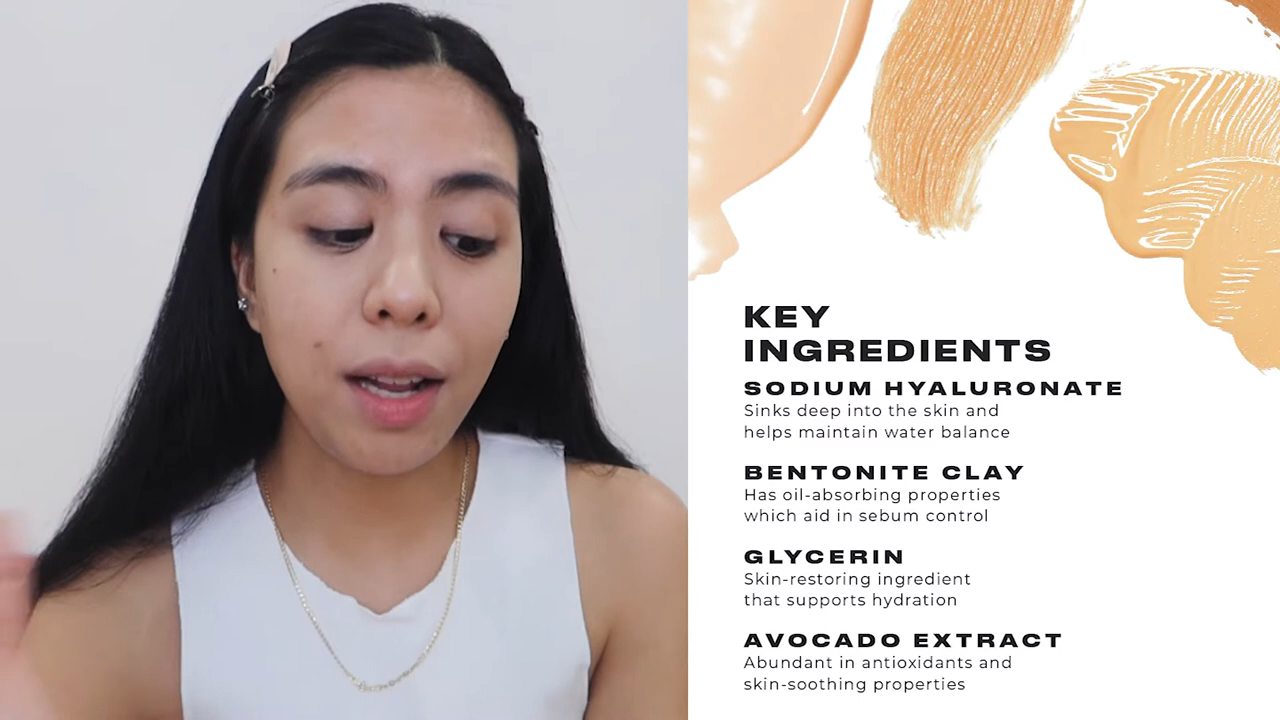 KEY
INGREDIENTS
SODIUM HYALURONATE
Sinks deep into the skin and
helps maintain water balance
BENTONITE CLAY
Has oil-absorbing properties
which aid in sebum control
GLYCERIN
Skin-restoring ingredient
that supports hydration
AVOCADO EXTRACT
Abundant in antioxidants and
skin-soothing properties